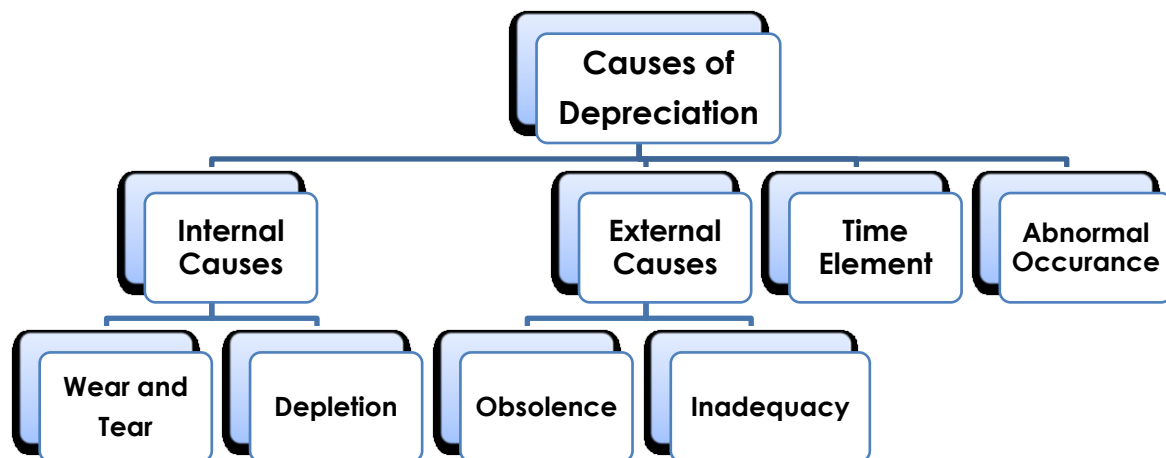 Causes of
Depreciation
Internal
Causes
External
Causes
Time
Element
Abnormal
Occurance
Wear and
Tear
Depletion
Obsolence
Inadequacy